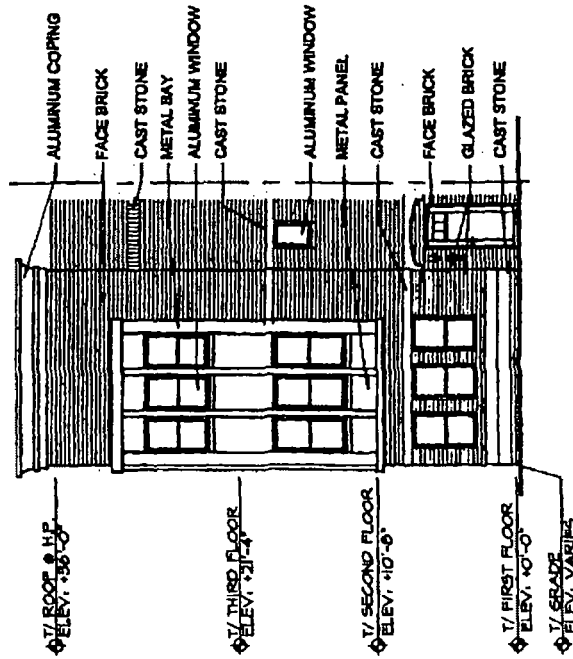 ALUMINUM COPING
FACE BRICK
CAST STONE
METAL BAY
ALUMINUM WINDOW
CAST STONE
ALUMINUM WINDOW
METAL PANEL
CAST STONE
FACE BRICK
GLAZED BRICK
CAST STONE
T/ ROOF @ H.P.
ELEV. +36'-0"
T/ THIRD FLOOR
ELEV. +21'-4"
T/ SECOND FLOOR
ELEV. +10'-8"
T/ FIRST FLOOR
ELEV. +0'-0"
T/ GRADE
ELEV. VARIES